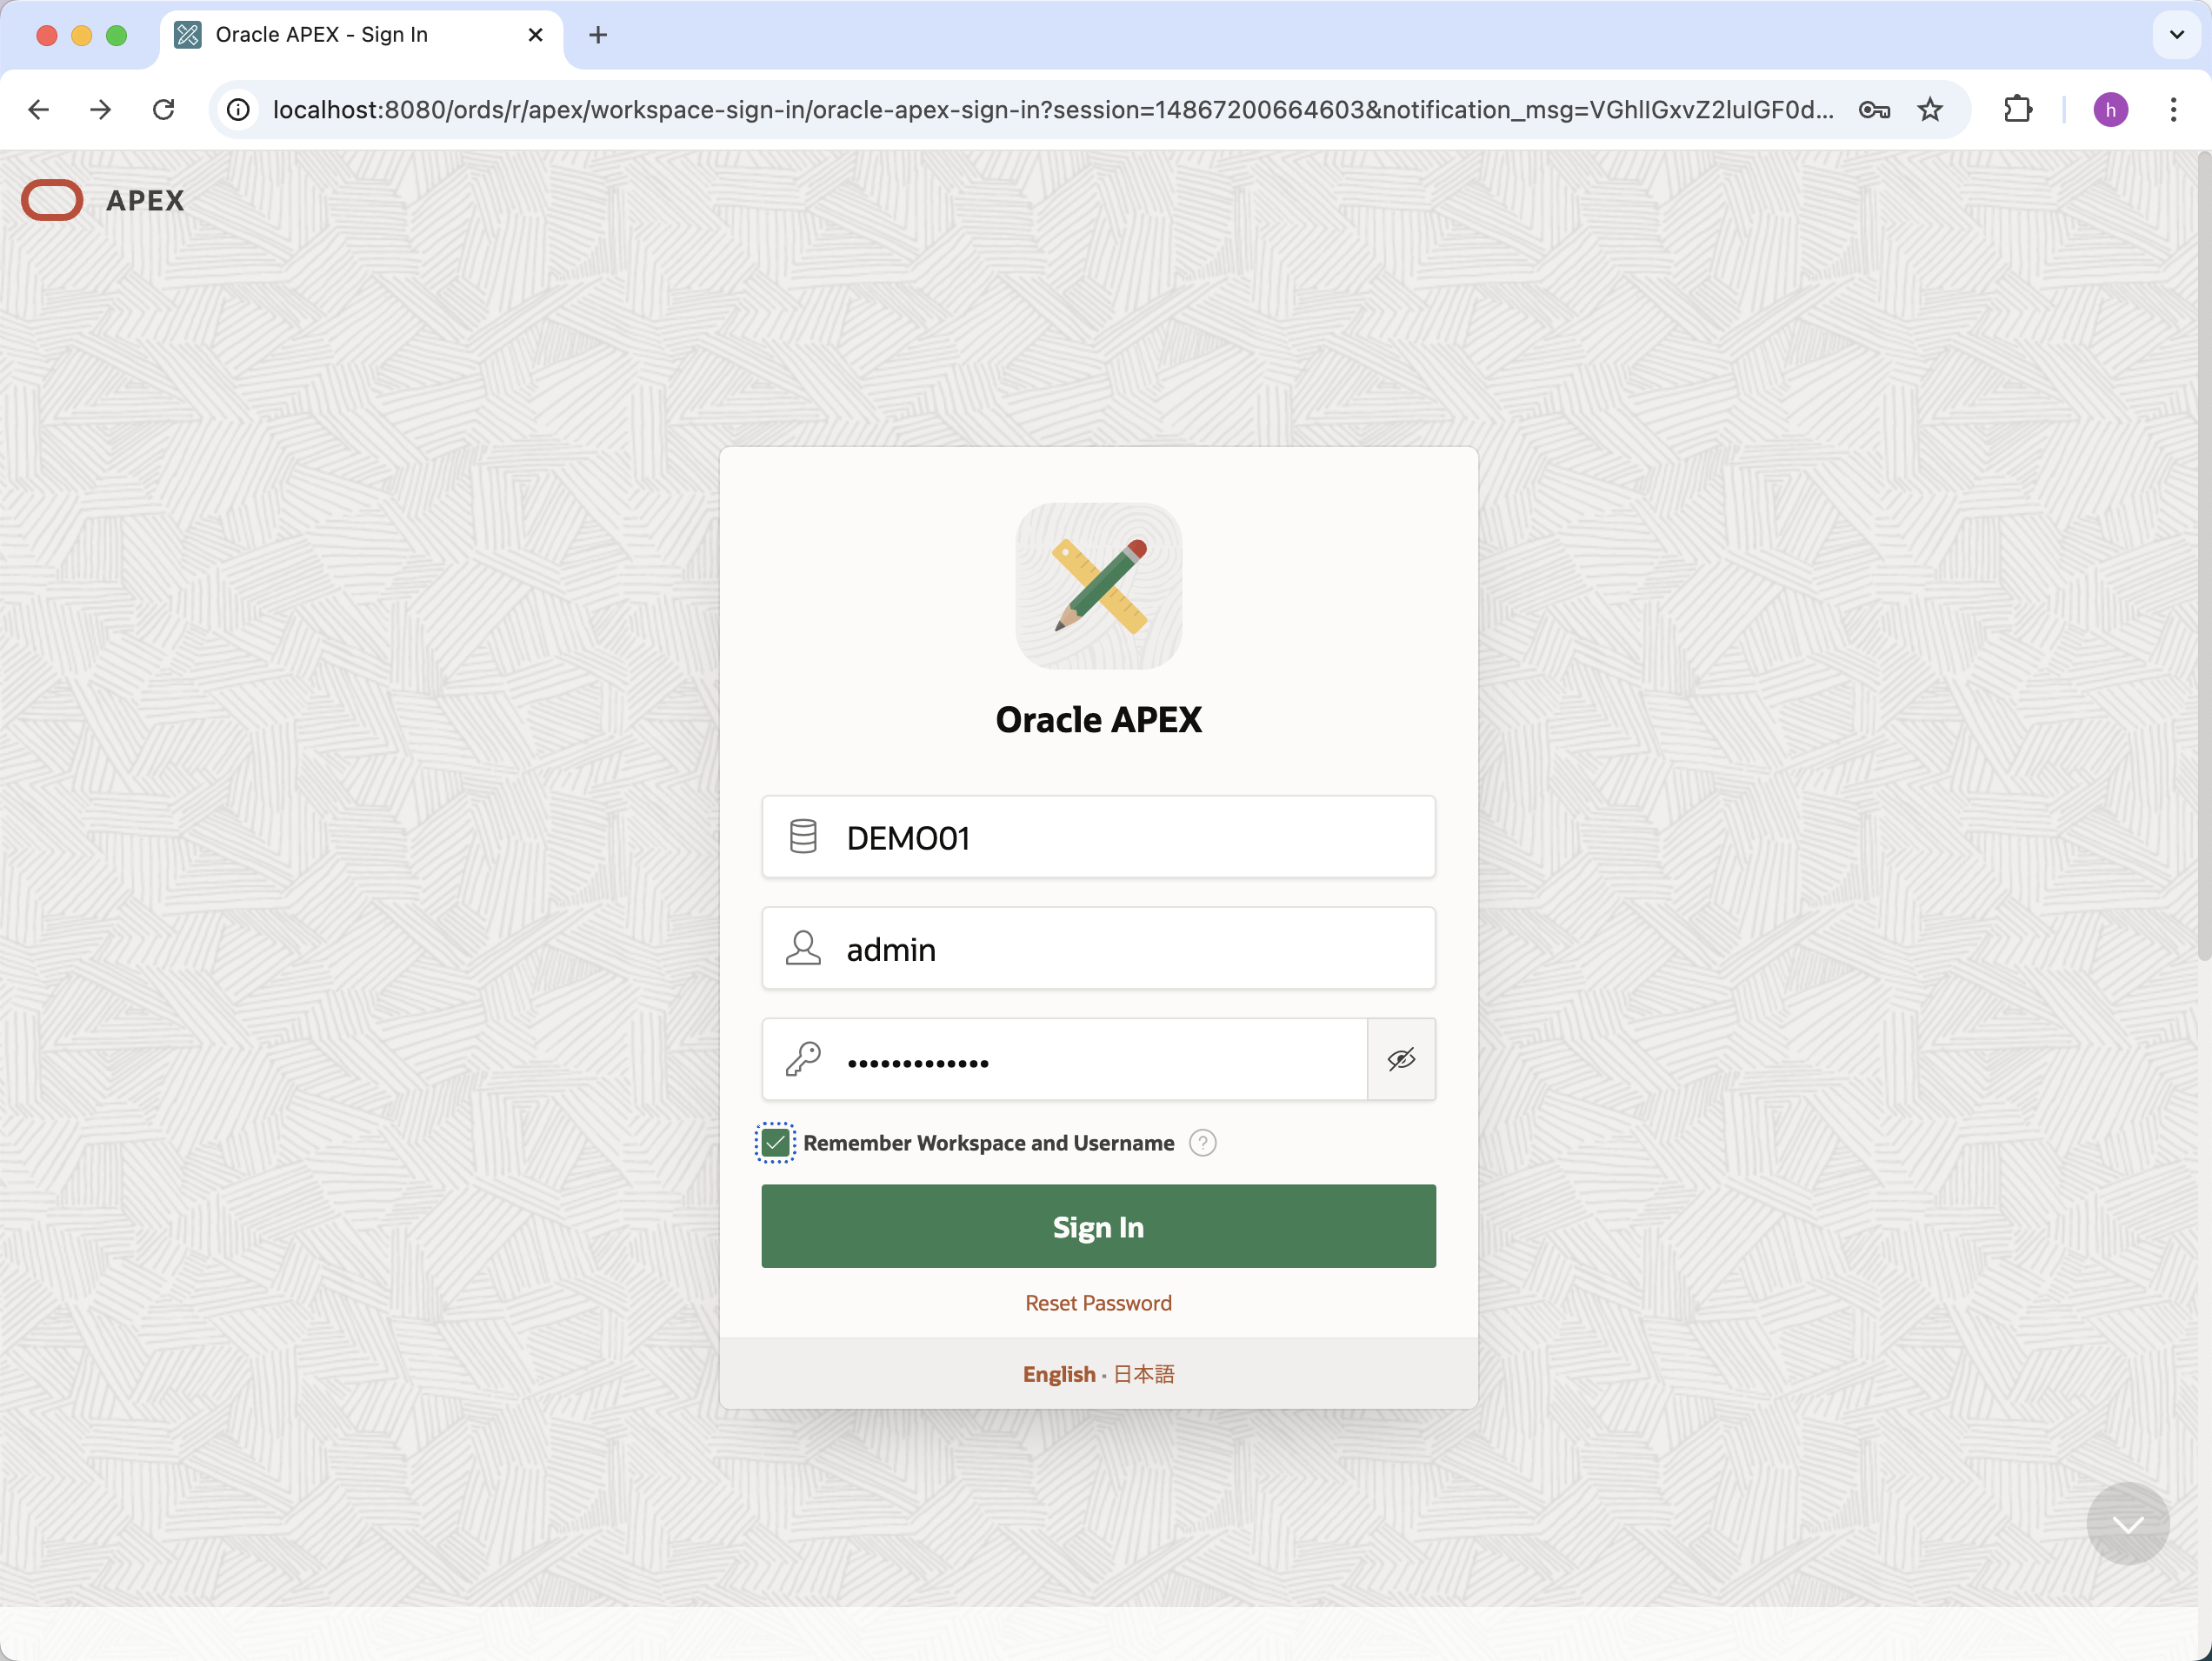 Oracle APEX - Sign In
localhost:8080/ords/r/apex/workspace-sign-in/oracle-apex-sign-in?session=14867200664603&notification_msg=VGhlIGxvZ2luIGF0d...
h
APEX
Oracle APEX
DEMO01
admin
Remember Workspace and Username ?
Sign In
Reset Password
English · 日本語